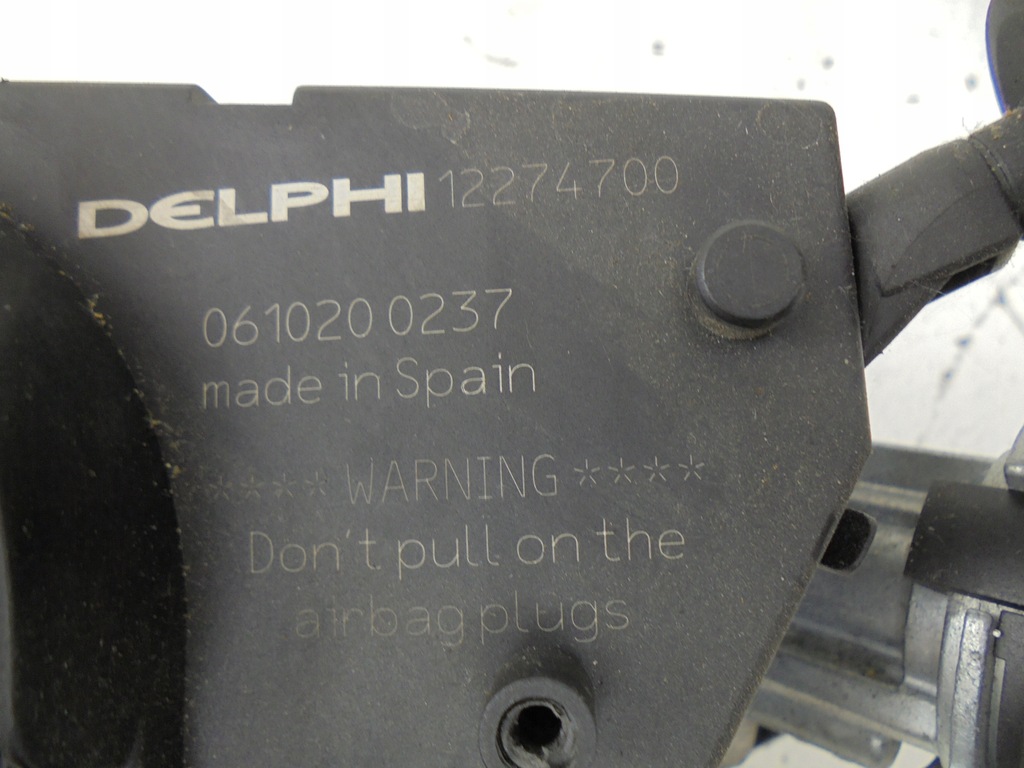 DELPHI 12274700
061020 0237
made in Spain
**** WARNING ****
Don't pull on the
airbag plugs